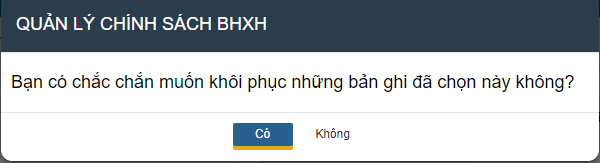 QUẢN LÝ CHÍNH SÁCH BHXH
Bạn có chắc chắn muốn khôi phục những bản ghi đã chọn này không?
Có Không